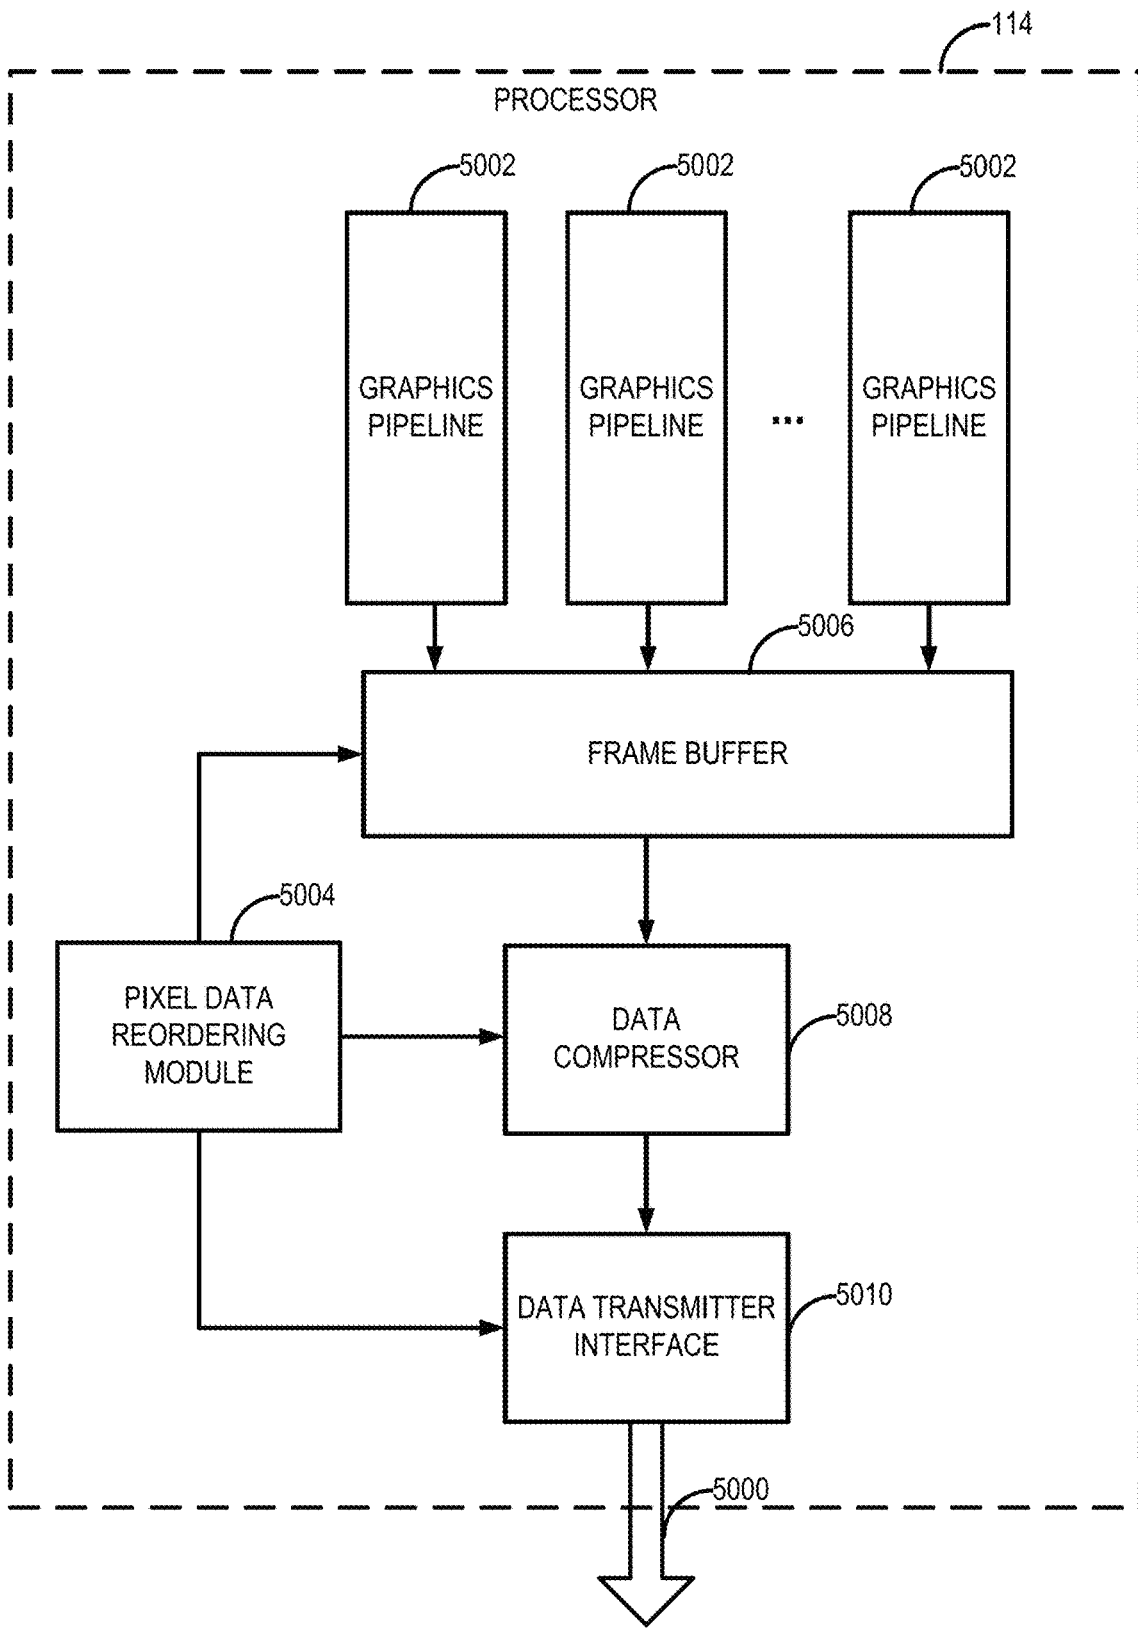 114
PROCESSOR
5002
5002
5002
GRAPHICS
PIPELINE
GRAPHICS
PIPELINE
...
GRAPHICS
PIPELINE
5006
FRAME BUFFER
5004
PIXEL DATA
REORDERING
MODULE
DATA
COMPRESSOR
5008
DATA TRANSMITTER
INTERFACE
5010
5000